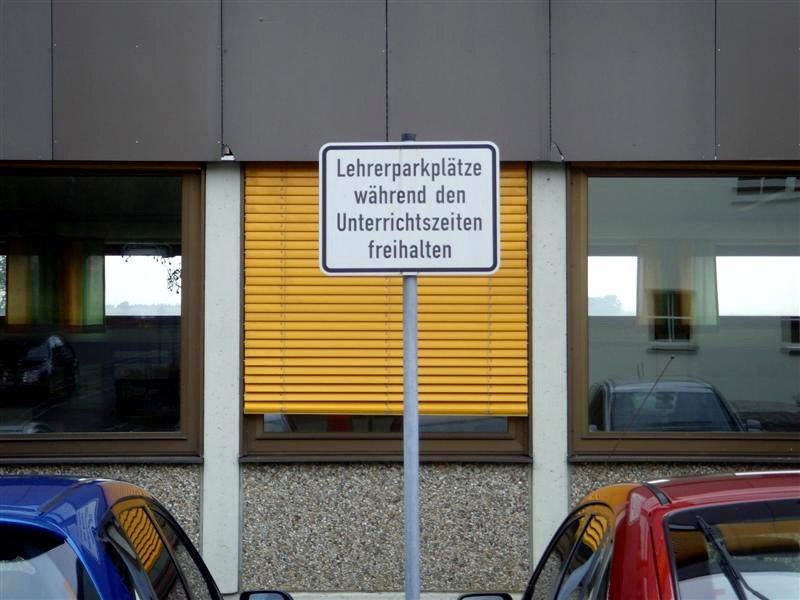 Lehrerparkplätze
während den
Unterrichtszeiten
freihalten